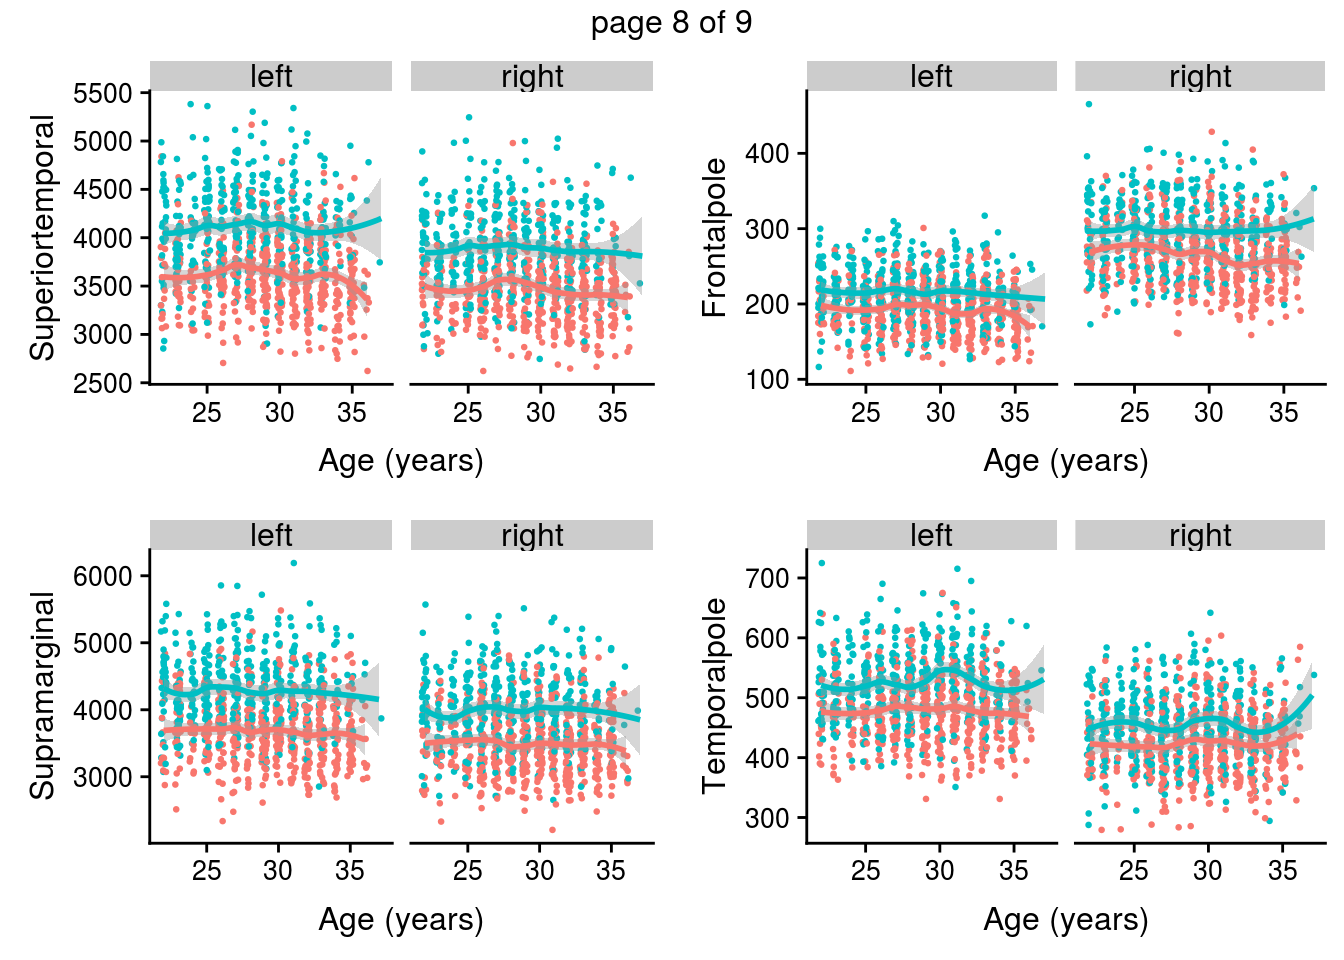 page 8 of 9
left right
Superiortemporal
5500
5000
4500
4000
3500
3000
2500
25 30 35 25 30 35
Age (years)
left right
Frontalpole
400
300
200
100
25 30 35 25 30 35
Age (years)
left right
Supramarginal
6000
5000
4000
3000
25 30 35 25 30 35
Age (years)
left right
Temporalpole
700
600
500
400
300
25 30 35 25 30 35
Age (years)